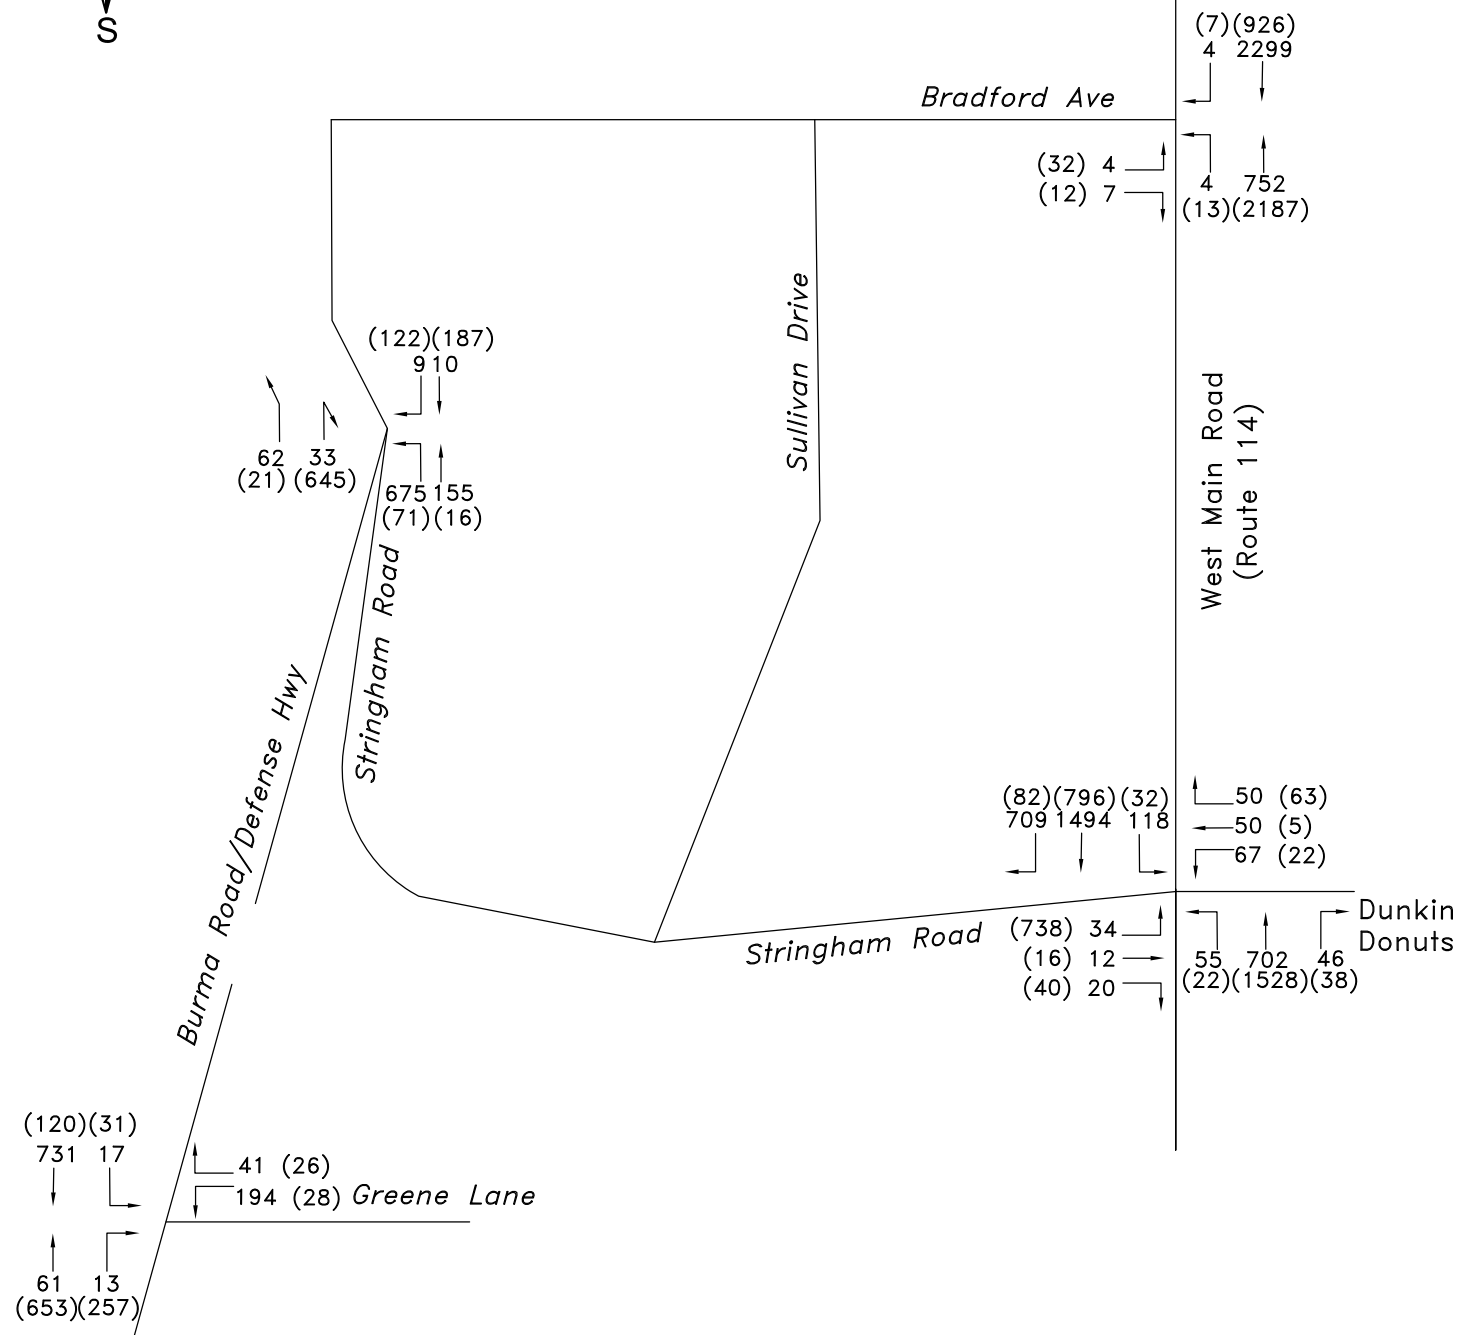 S
(7)(926)
4 2299
Bradford Ave
(32) 4
(12) 7
4 752
(13)(2187)
Sullivan Drive
West Main Road
(Route 114)
(122)(187)
9 10
62 33
(21) (645)
675 155
(71)(16)
Stringham Road
Burma Road/Defense Hwy
(82)(796)(32)
709 1494 118
50 (63)
50 (5)
67 (22)
Stringham Road
(738) 34
(16) 12
(40) 20
Dunkin
Donuts
55 702 46
(22)(1528)(38)
(120)(31)
731 17
41 (26)
194 (28) Greene Lane
61 13
(653)(257)